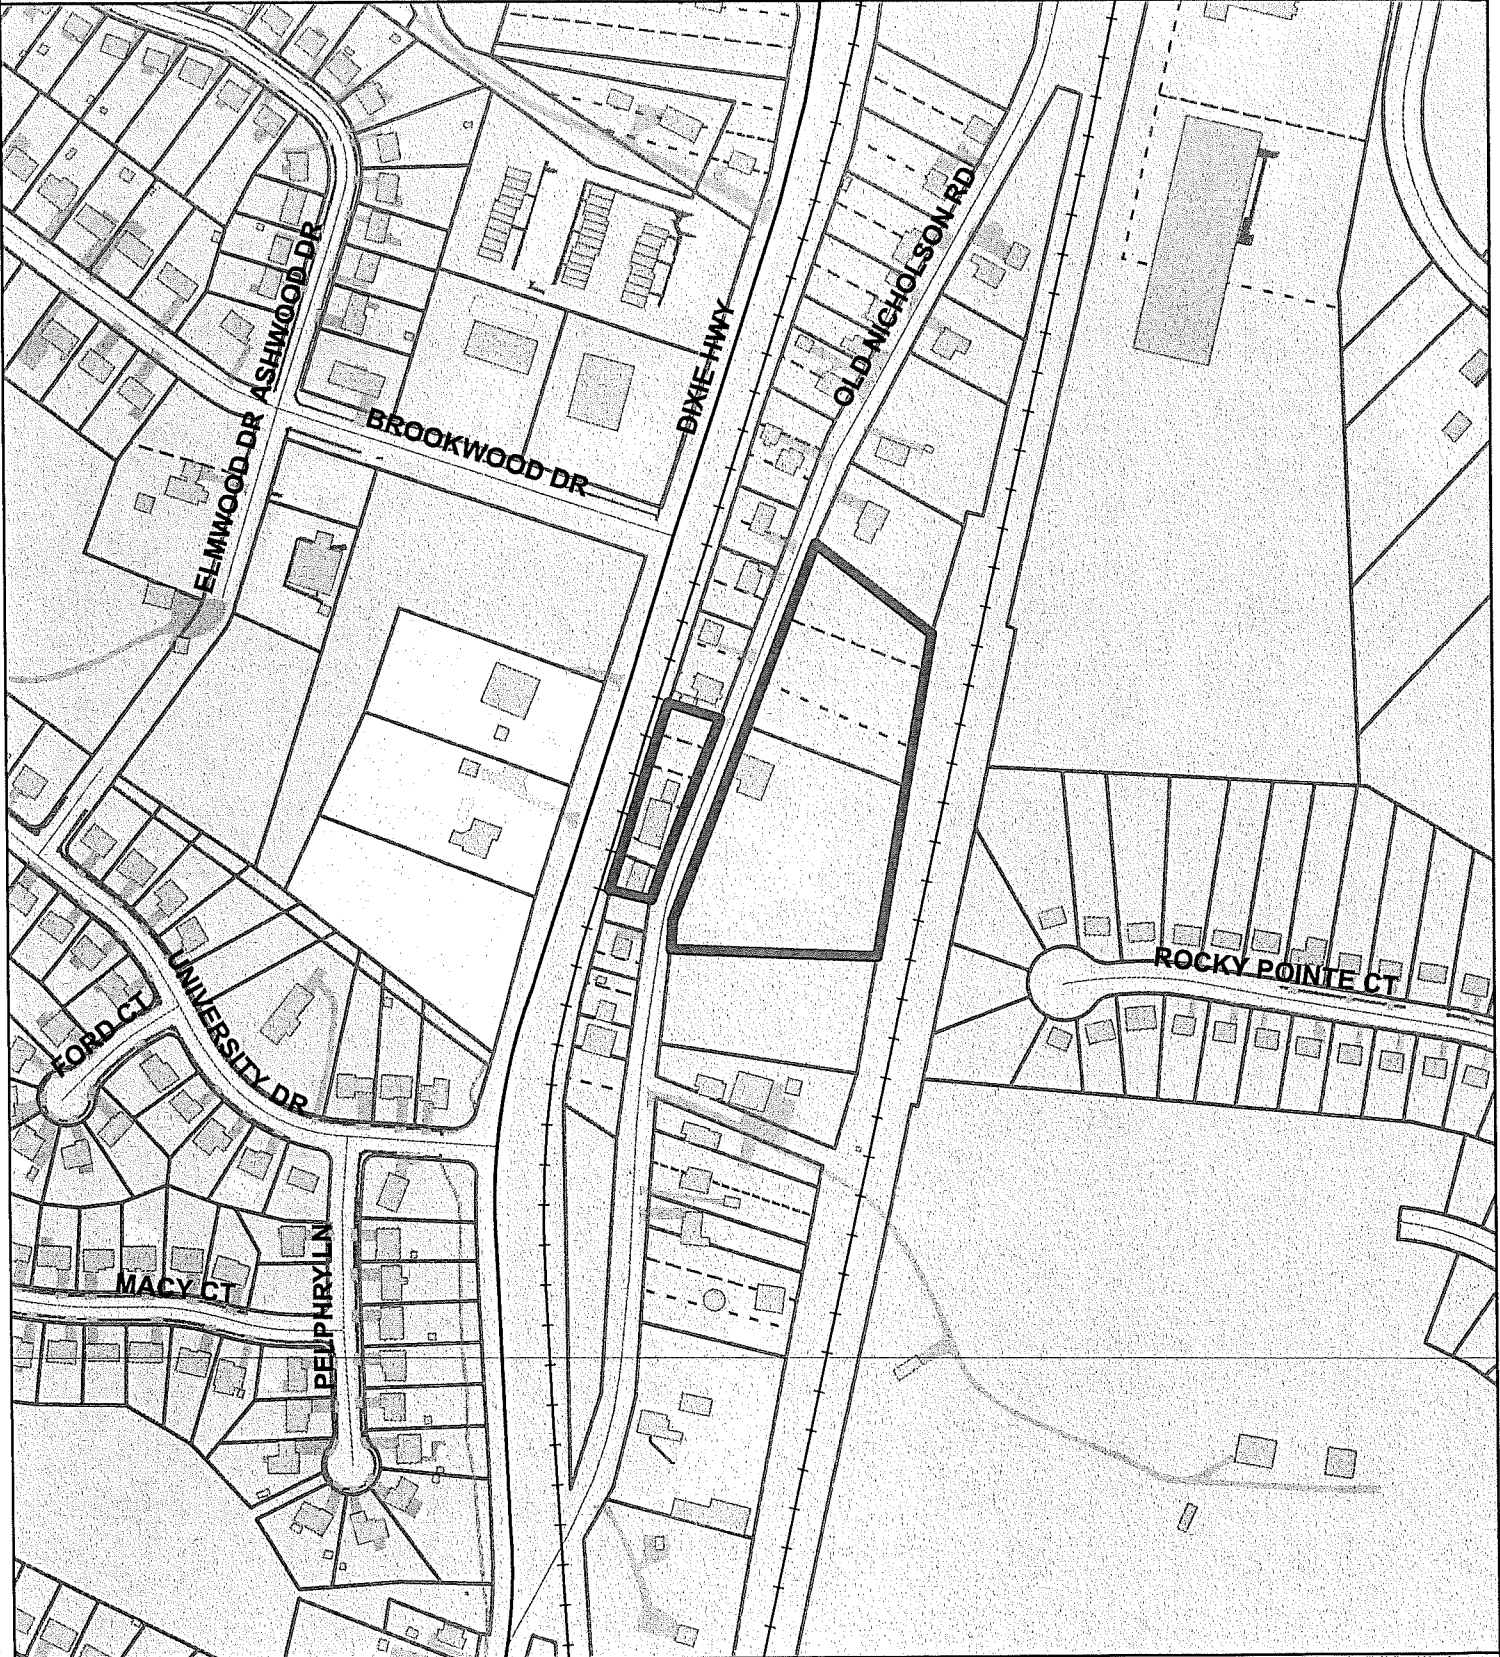 OLD NICHOLSON RD
ASHWOOD DR
DIXIE HWY
BROOKWOOD DR
ELMWOOD DR
ROCKY POINTE CT
UNIVERSITY DR
FORD CT
MACY CT
PELPHRY LN